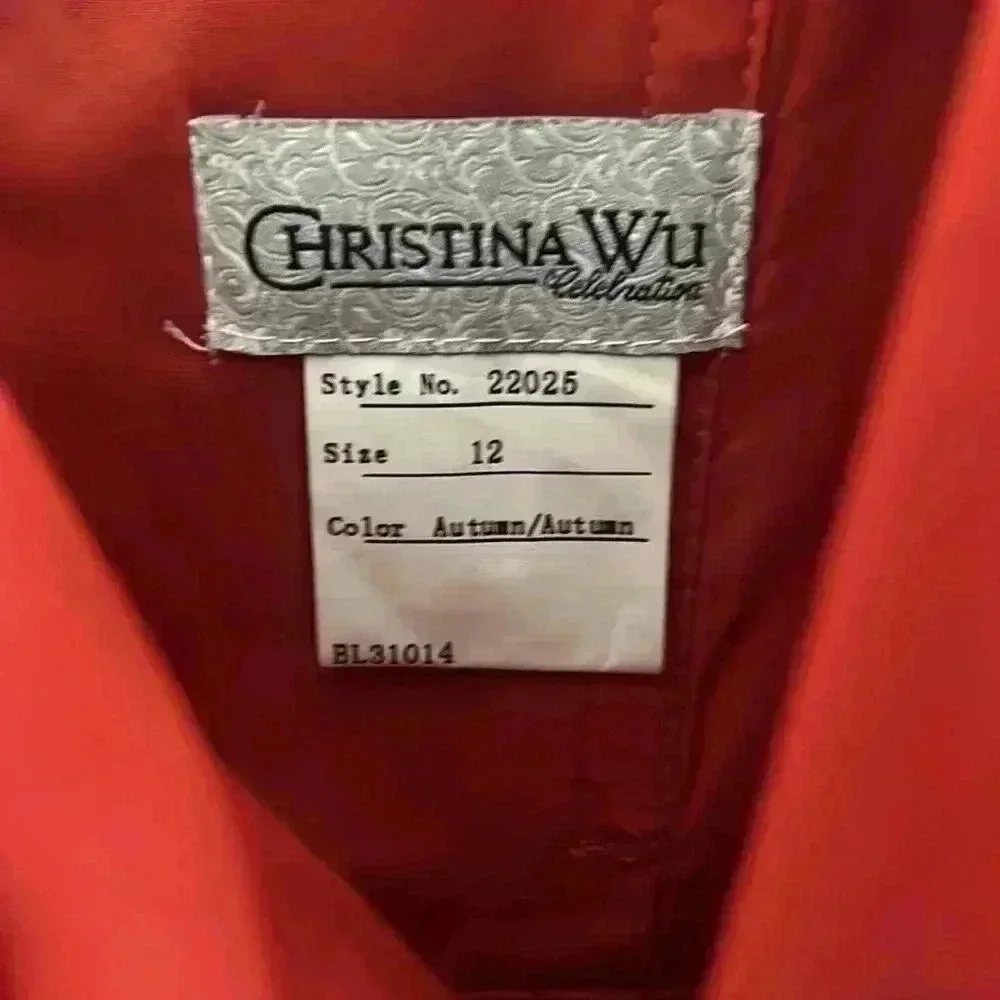 CHRISTINA WU
Celebration
Style No. 22025
Size 12
Color Autumn/Autumn
BL31014